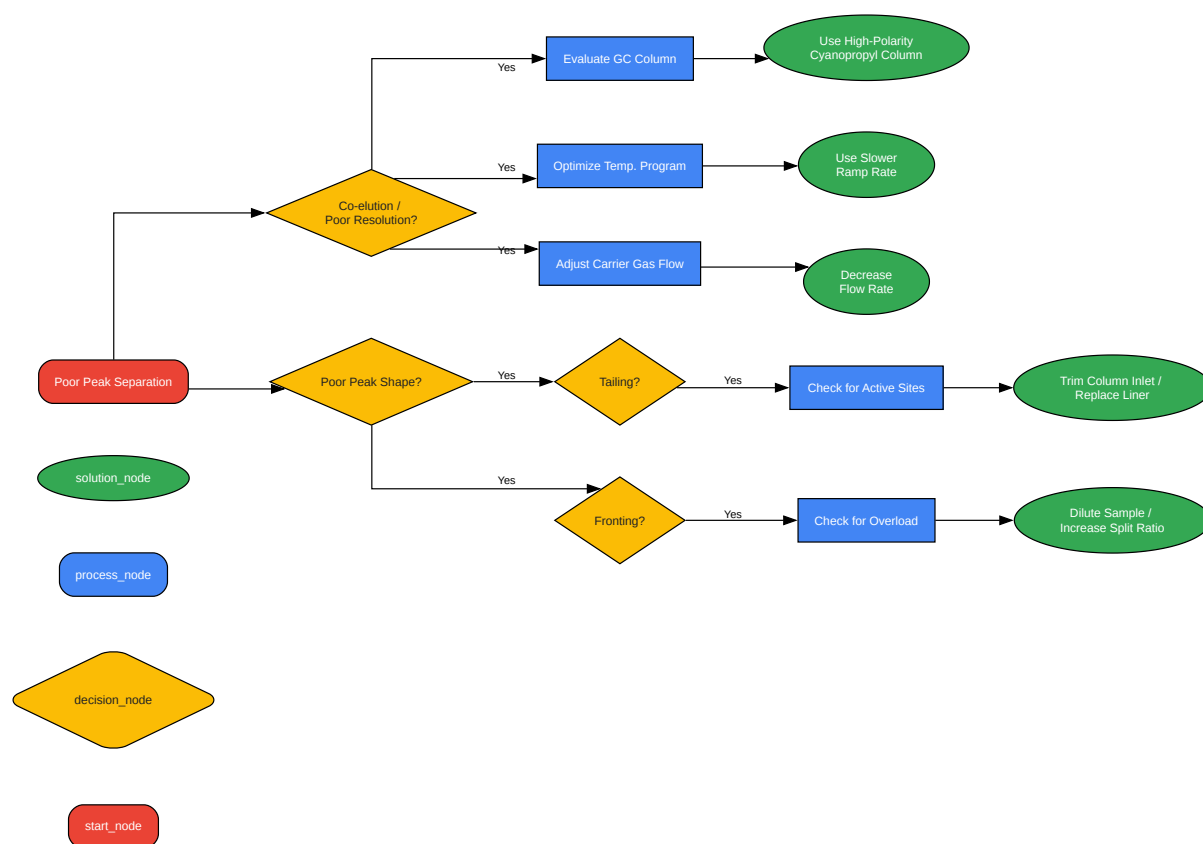 Use High-Polarity
Cyanopropyl Column
Evaluate GC Column
Yes
Use Slower
Ramp Rate
Optimize Temp. Program
Yes
Co-elution /
Poor Resolution?
Yes
Adjust Carrier Gas Flow
Decrease
Flow Rate
Poor Peak Separation
Poor Peak Shape?
Yes
Tailing?
Yes
Check for Active Sites
Trim Column Inlet /
Replace Liner
solution_node
Yes
Fronting?
Yes
Check for Overload
Dilute Sample /
Increase Split Ratio
process_node
decision_node
start_node